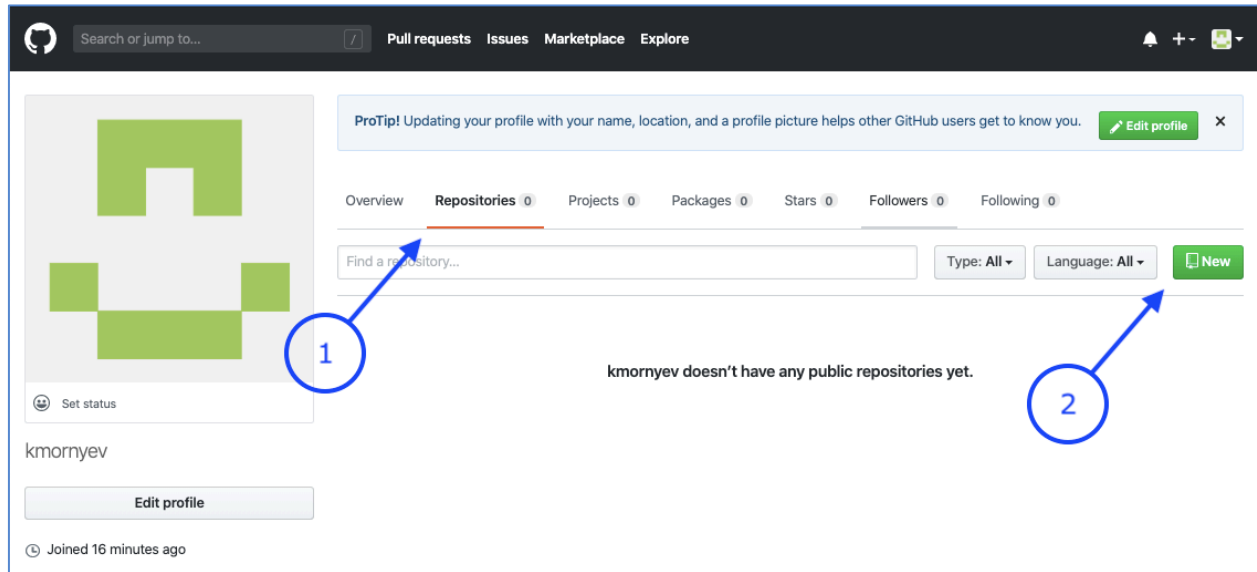 Search or jump to... / Pull requests Issues Marketplace Explore
ProTip! Updating your profile with your name, location, and a profile picture helps other GitHub users get to know you. Edit profile
Overview Repositories 0 Projects 0 Packages 0 Stars 0 Followers 0 Following 0
Find a repository... Type: All Language: All New
1
kmornyev doesn’t have any public repositories yet.
2
Set status
kmornyev
Edit profile
Joined 16 minutes ago